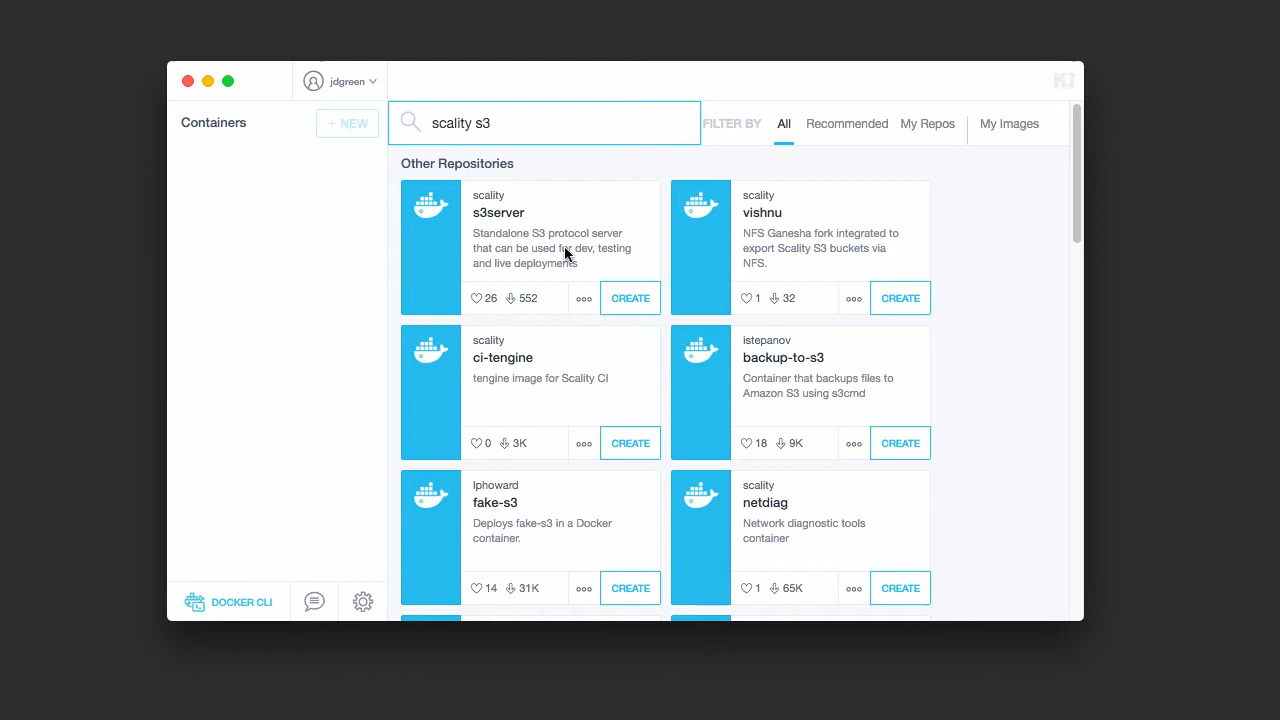 jdgreen
Containers
+ NEW
scality s3
FILTER BY All Recommended My Repos My Images
Other Repositories
scality
s3server
Standalone S3 protocol server
that can be used for dev, testing
and live deployments
26 552 CREATE
scality
vishnu
NFS Ganesha fork integrated to
export Scality S3 buckets via
NFS.
1 32 CREATE
scality
ci-tengine
tengine image for Scality CI
0 3K CREATE
istepanov
backup-to-s3
Container that backups files to
Amazon S3 using s3cmd
18 9K CREATE
lphoward
fake-s3
Deploys fake-s3 in a Docker
container.
14 31K CREATE
scality
netdiag
Network diagnostic tools
container
1 65K CREATE
DOCKER CLI